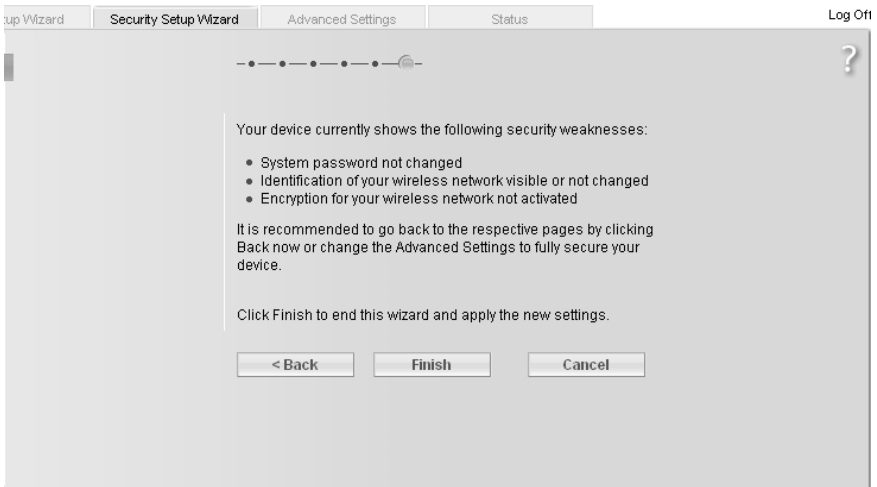 tup Wizard
Security Setup Wizard
Advanced Settings
Status
Log Off
?
Your device currently shows the following security weaknesses:
• System password not changed
• Identification of your wireless network visible or not changed
• Encryption for your wireless network not activated
It is recommended to go back to the respective pages by clicking
Back now or change the Advanced Settings to fully secure your
device.
Click Finish to end this wizard and apply the new settings.
< Back
Finish
Cancel